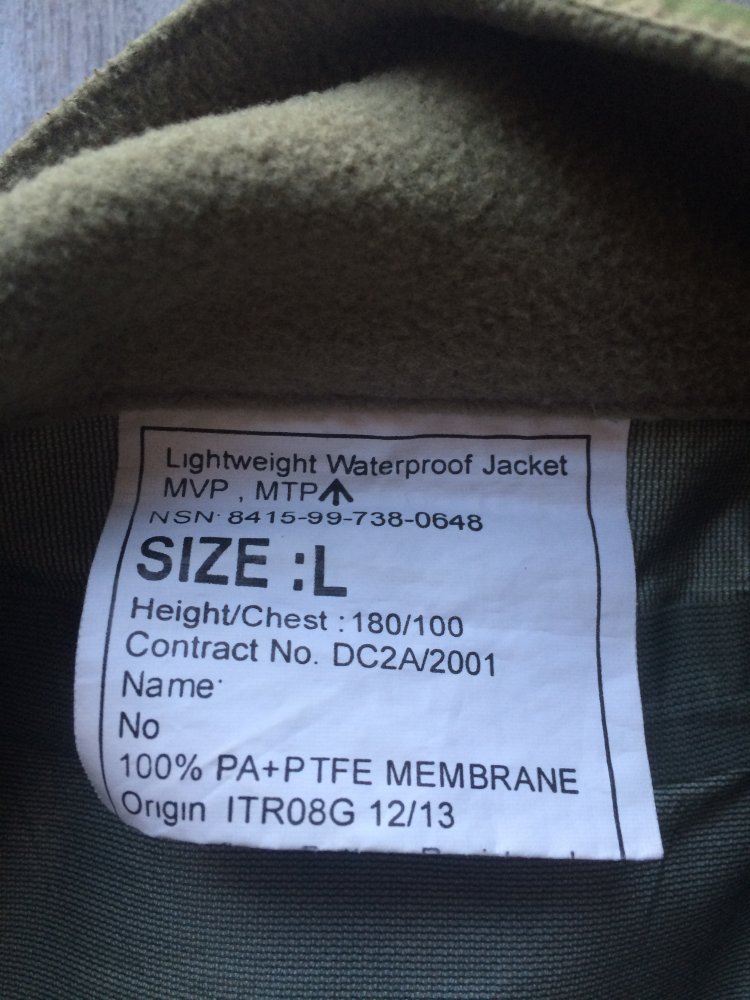 Lightweight Waterproof Jacket
MVP , MTP
NSN: 8415-99-738-0648
SIZE :L
Height/Chest : 180/100
Contract No. DC2A/2001
Name:
No
100% PA+PTFE MEMBRANE
Origin ITR08G 12/13